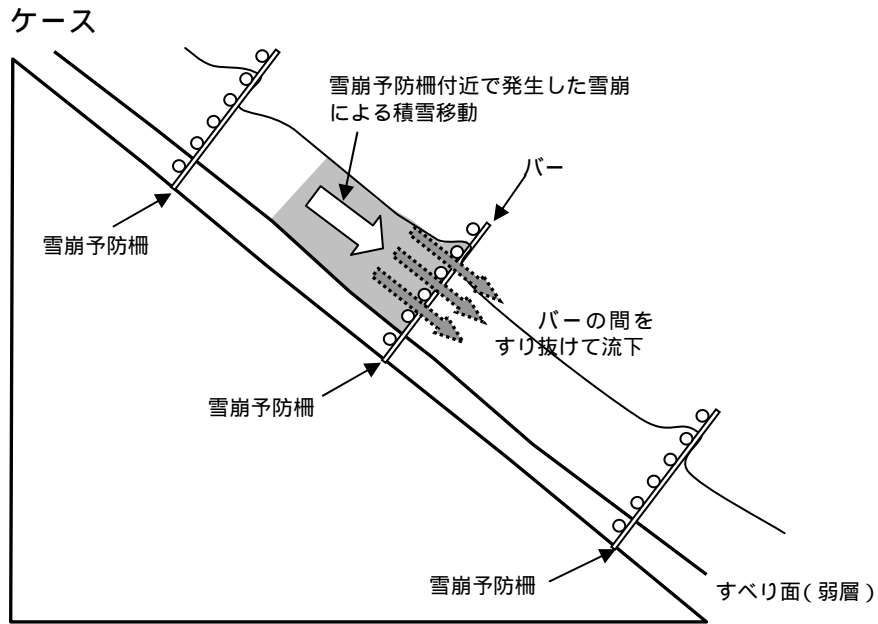 ケース
雪崩予防柵付近で発生した雪崩
による積雪移動
バー
雪崩予防柵
バーの間を
すり抜けて流下
雪崩予防柵
雪崩予防柵
すべり面(弱層)